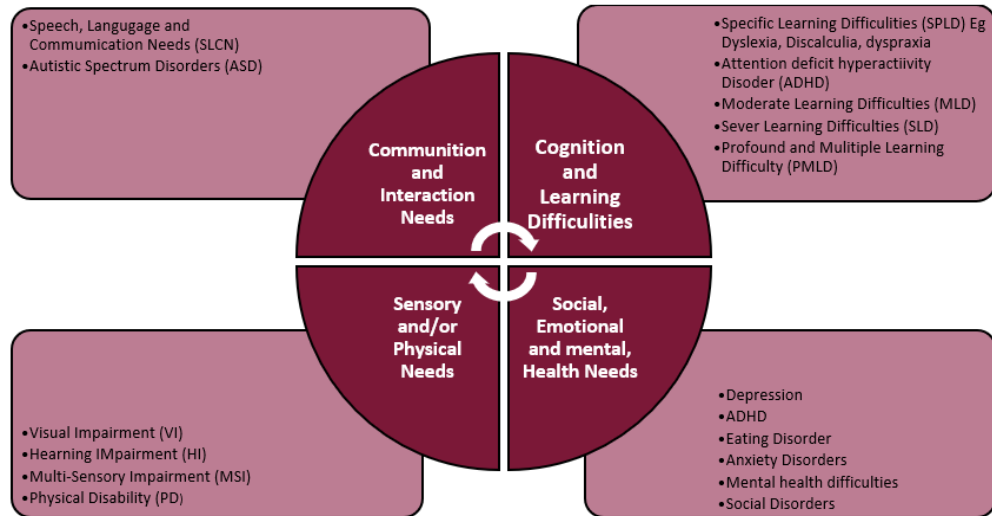 •Speech, Langugage and
Commumication Needs (SLCN)
•Autistic Spectrum Disorders (ASD)
Communition
and
Interaction
Needs
•Specific Learning Difficulities (SPLD) Eg
Dyslexia, Discalculia, dyspraxia
•Attention deficit hyperactiivity
Disoder (ADHD)
•Moderate Learning Difficulties (MLD)
•Sever Learning Difficulties (SLD)
•Profound and Mulitiple Learning
Difficulty (PMLD)
Cognition
and
Learning
Difficulities
Sensory
and/or
Physical
Needs
•Visual Impairment (VI)
•Hearning IMpairment (HI)
•Multi-Sensory Impairment (MSI)
•Physical Disability (PD)
Social,
Emotional
and mental,
Health Needs
•Depression
•ADHD
•Eating Disorder
•Anxiety Disorders
•Mental health difficulties
•Social Disorders